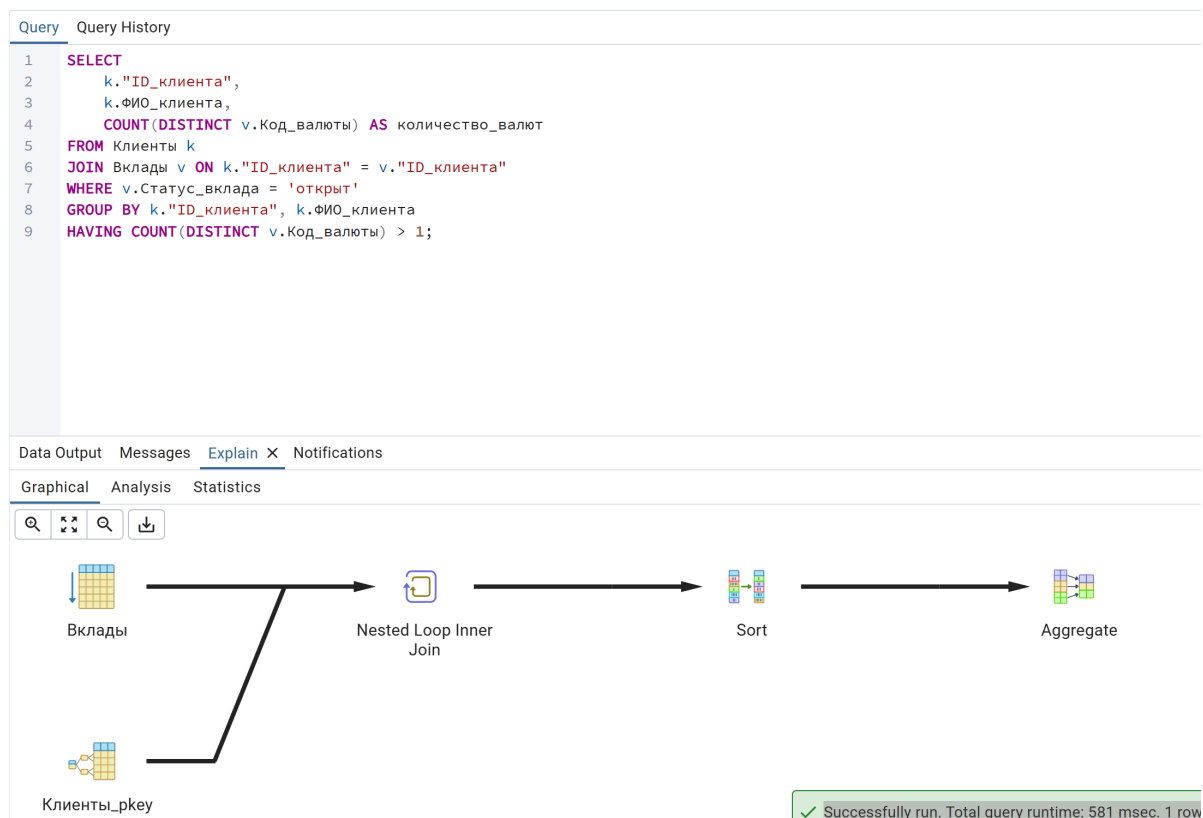 Query Query History
1 SELECT
2 k."ID_клиента",
3 k.ФИО_клиента,
4 COUNT(DISTINCT v.Код_валюты) AS количество_валют
5 FROM Клиенты k
6 JOIN Вклады v ON k."ID_клиента" = v."ID_клиента"
7 WHERE v.Статус_вклада = 'открыт'
8 GROUP BY k."ID_клиента", k.ФИО_клиента
9 HAVING COUNT(DISTINCT v.Код_валюты) > 1;
Data Output Messages Explain Notifications
Graphical Analysis Statistics
Вклады
Nested Loop Inner
Join
Sort
Aggregate
Клиенты_pkey
Successfully run. Total query runtime: 581 msec. 1 row